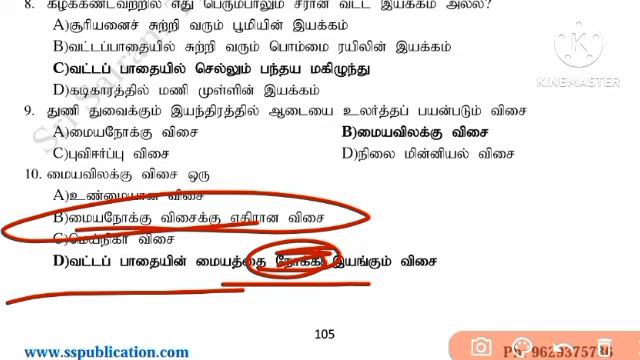 8. கீழ்க்கண்டவற்றில் எது பெரும்பாலும் சீரான வட்ட இயக்கம் அல்ல?
A)சூரியனைச் சுற்றி வரும் பூமியின் இயக்கம்
B)வட்டப்பாதையில் சுற்றி வரும் பொம்மை ரயிலின் இயக்கம்
C)வட்டப் பாதையில் செல்லும் பந்தய மகிழுந்து
D)கடிகாரத்தில் மணி முள்ளின் இயக்கம்
KINEMASTER
9. துணி துவைக்கும் இயந்திரத்தில் ஆடையை உலர்த்தப் பயன்படும் விசை
A)மையநோக்கு விசை B)மையவிலக்கு விசை
C)புவிஈர்ப்பு விசை D)நிலை மின்னியல் விசை
10. மையவிலக்கு விசை ஒரு
A)உண்மையான விசை
B)மையநோக்கு விசைக்கு எதிரான விசை
C)மெய்நிகர் விசை
D)வட்டப் பாதையின் மையத்தை நோக்கி இயங்கும் விசை
105
www.sspublication.com